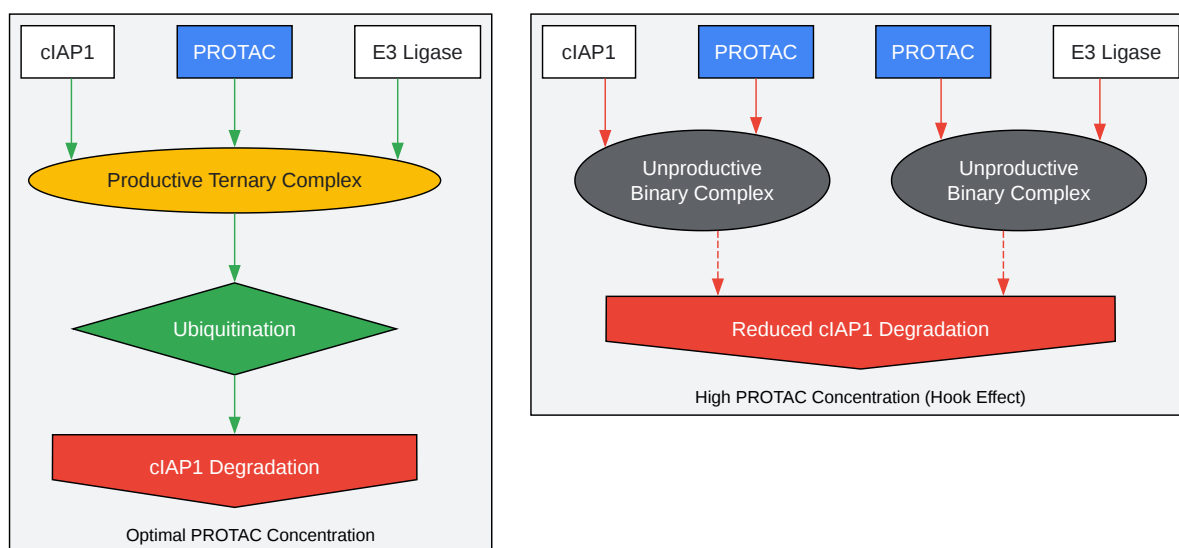 cIAP1
PROTAC
E3 Ligase
Productive Ternary Complex
Ubiquitination
cIAP1 Degradation
Optimal PROTAC Concentration
cIAP1
PROTAC
PROTAC
E3 Ligase
Unproductive
Binary Complex
Unproductive
Binary Complex
Reduced cIAP1 Degradation
High PROTAC Concentration (Hook Effect)